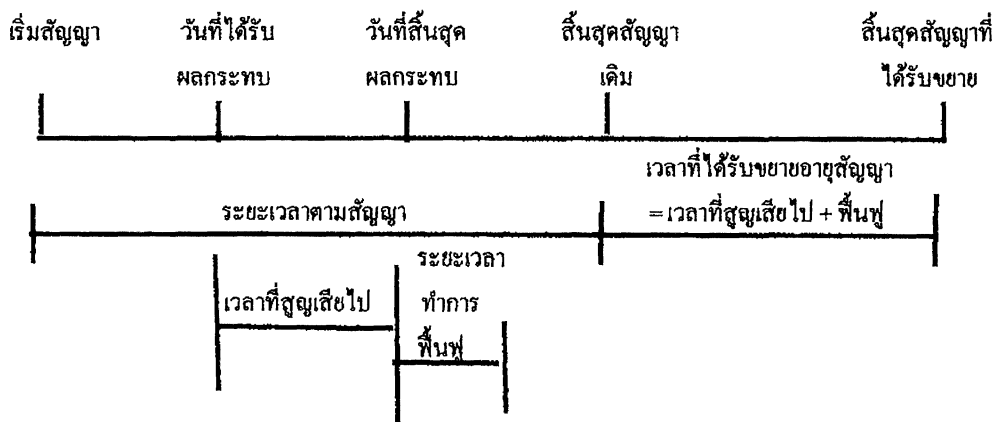 เริ่มสัญญา
วันที่ได้รับ
ผลกระทบ
วันที่สิ้นสุด
ผลกระทบ
สิ้นสุดสัญญา
เดิม
สิ้นสุดสัญญาที่
ได้รับขยาย
เวลาที่ได้รับขยายอายุสัญญา
=เวลาที่สูญเสียไป + ฟื้นฟู
ระยะเวลาตามสัญญา
ระยะเวลา
ทำการ
ฟื้นฟู
เวลาที่สูญเสียไป